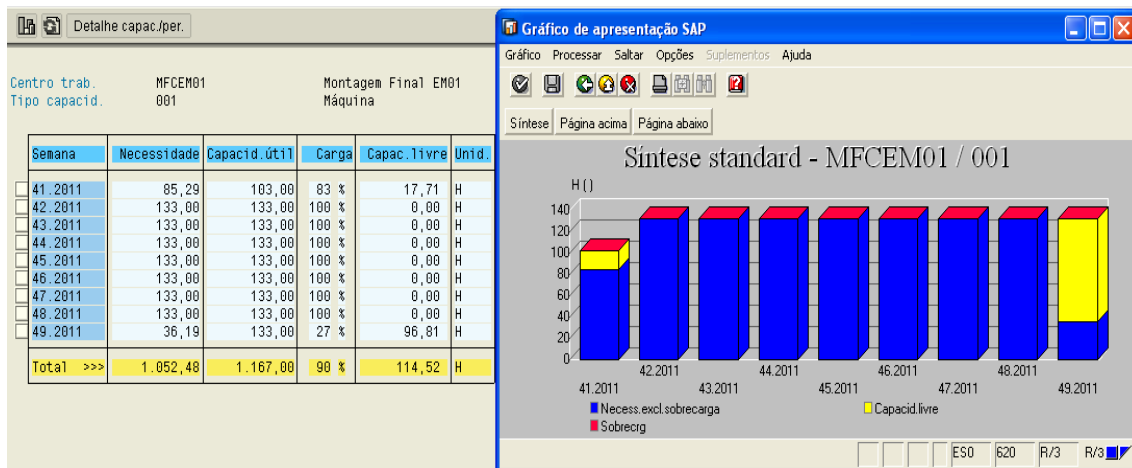 Detalhe capac./per.
Centro trab. MFCEM01 Montagem Final EM01
Tipo capacid. 001 Máquina
Semana Necessidade Capacid.útil Carga Capac.livre Unid.
41.2011 85,29 103,00 83 % 17,71 H
42.2011 133,00 133,00 100 % 0,00 H
43.2011 133,00 133,00 100 % 0,00 H
44.2011 133,00 133,00 100 % 0,00 H
45.2011 133,00 133,00 100 % 0,00 H
46.2011 133,00 133,00 100 % 0,00 H
47.2011 133,00 133,00 100 % 0,00 H
48.2011 133,00 133,00 100 % 0,00 H
49.2011 36,19 133,00 27 % 96,81 H
Total >>> 1.052,48 1.167,00 90 % 114,52 H
Gráfico de apresentação SAP
Gráfico Processar Saltar Opções Suplementos Ajuda
Síntese Página acima Página abaixo
Síntese standard - MFCEM01 / 001
H ()
140
120
100
80
60
40
20
0
42.2011 44.2011 46.2011 48.2011
41.2011 43.2011 45.2011 47.2011 49.2011
Necess.excl.sobrecarga Capacid.livre
Sobrecrg
ES0 620 R/3 R/3